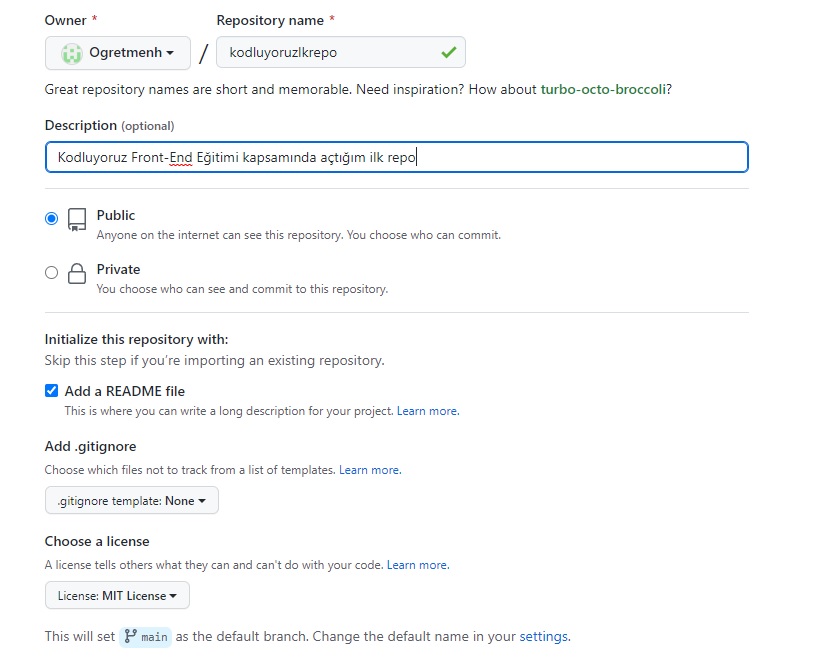 Owner * Repository name *
Ogretmenh / kodluyoruzlkrepo
Great repository names are short and memorable. Need inspiration? How about turbo-octo-broccoli?
Description (optional)
Kodluyoruz Front-End Eğitimi kapsamında açtığım ilk repo
Public
Anyone on the internet can see this repository. You choose who can commit.
Private
You choose who can see and commit to this repository.
Initialize this repository with:
Skip this step if you're importing an existing repository.
Add a README file
This is where you can write a long description for your project. Learn more.
Add .gitignore
Choose which files not to track from a list of templates. Learn more.
.gitignore template: None
Choose a license
A license tells others what they can and can't do with your code. Learn more.
License: MIT License
This will set main as the default branch. Change the default name in your settings.